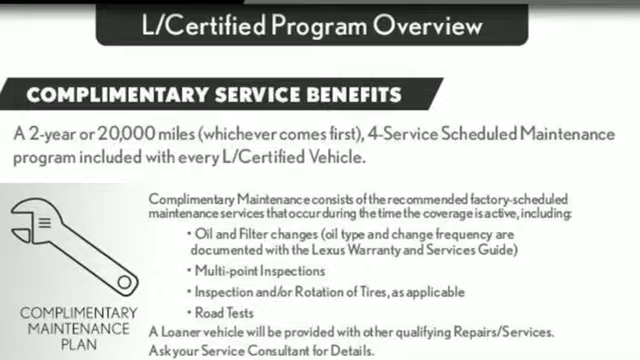 L/Certified Program Overview
COMPLIMENTARY SERVICE BENEFITS
A 2-year or 20,000 miles (whichever comes first), 4-Service Scheduled Maintenance
program included with every L/Certified Vehicle.
Complimentary Maintenance consists of the recommended factory-scheduled
maintenance services that occur during the time the coverage is active, including:
• Oil and Filter changes (oil type and change frequency are
documented with the Lexus Warranty and Services Guide)
• Multi-point Inspections
• Inspection and/or Rotation of Tires, as applicable
• Road Tests
A Loaner vehicle will be provided with other qualifying Repairs/Services.
Ask your Service Consultant for Details.
COMPLIMENTARY
MAINTENANCE
PLAN